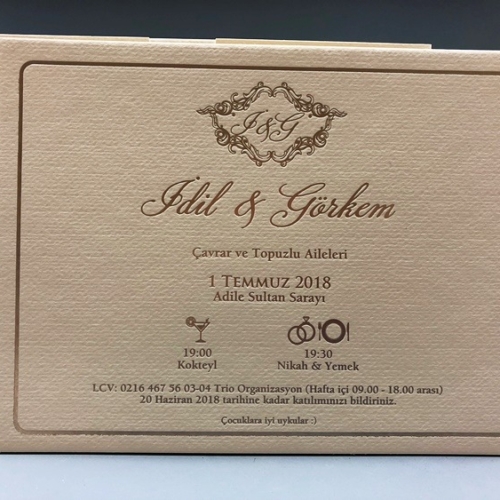 İ&G
İdil & Görkem
Çavrar ve Topuzlu Aileleri
1 TEMMUZ 2018
Adile Sultan Sarayı
19:00 19:30
Kokteyl Nikah & Yemek
LCV: 0216 467 56 03-04 Trio Organizasyon (Hafta içi 09.00 - 18.00 arası)
20 Haziran 2018 tarihine kadar katılımınızı bildiriniz.
Çocuklara iyi uykular :)